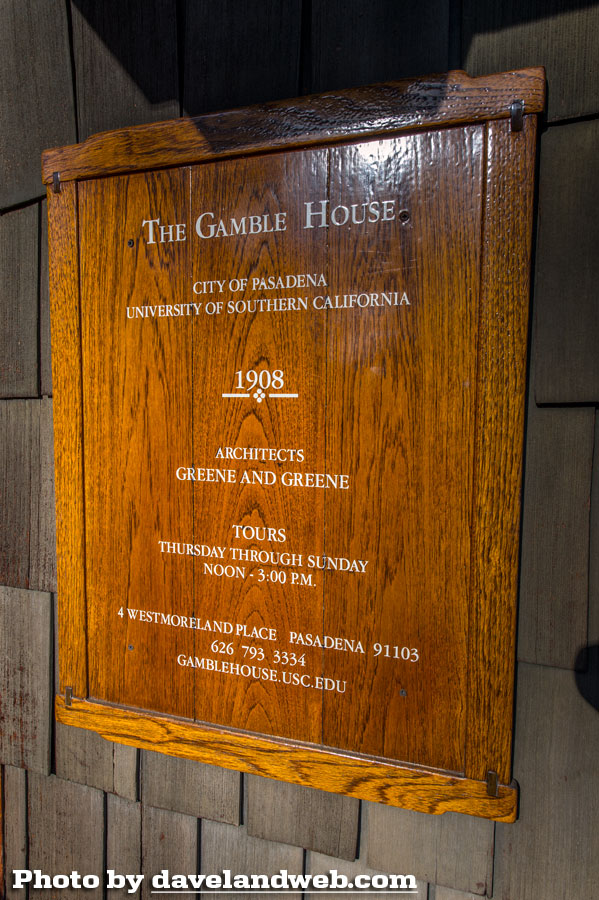 The Gamble House
CITY OF PASADENA
UNIVERSITY OF SOUTHERN CALIFORNIA
1908
ARCHITECTS
GREENE AND GREENE
TOURS
THURSDAY THROUGH SUNDAY
NOON - 3:00 P.M.
4 WESTMORELAND PLACE PASADENA 91103
626 793 3334
GAMBLEHOUSE.USC.EDU
Photo by davelandweb.com